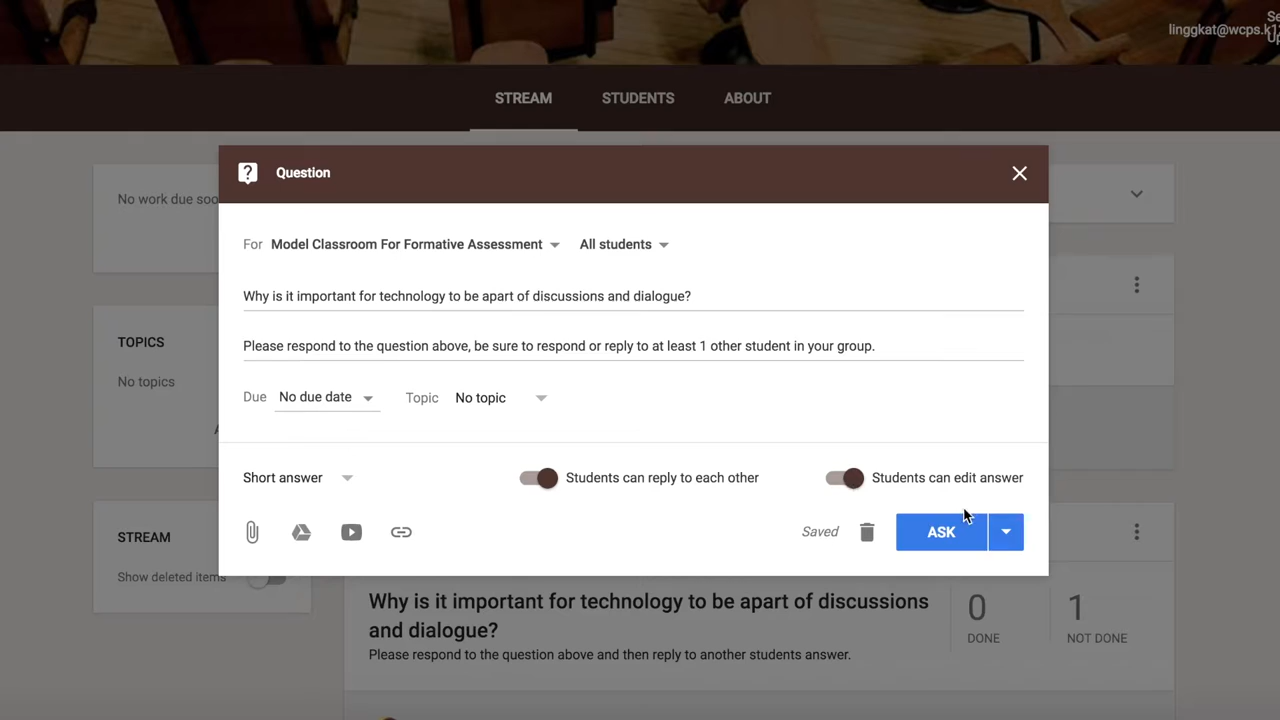 linggkat@wcps.k1
STREAM STUDENTS ABOUT
Question
No work due soo
For Model Classroom For Formative Assessment All students
Why is it important for technology to be apart of discussions and dialogue?
TOPICS
Please respond to the question above, be sure to respond or reply to at least 1 other student in your group.
No topics
Due No due date Topic No topic
Short answer Students can reply to each other Students can edit answer
STREAM
Saved ASK
Show deleted items
Why is it important for technology to be apart of discussions
and dialogue?
0 DONE
1 NOT DONE
Please respond to the question above and then reply to another students answer.